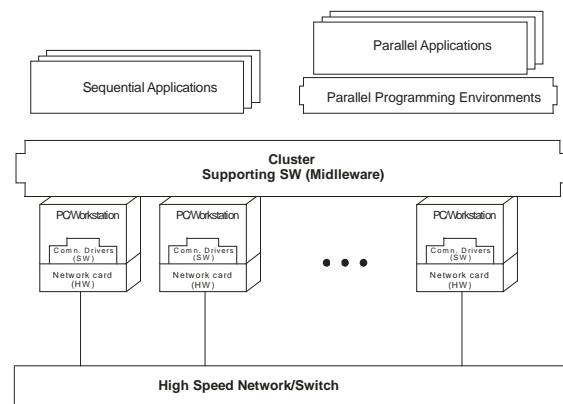 Parallel Applications
Sequential Applications
Parallel Programming Environments
Cluster
Supporting SW (Midlleware)
PC/Workstation
Comn. Drivers
(SW)
Network card
(HW)
PC/Workstation
Comn. Drivers
(SW)
Network card
(HW)
PC/Workstation
Comn. Drivers
(SW)
Network card
(HW)
High Speed Network/Switch